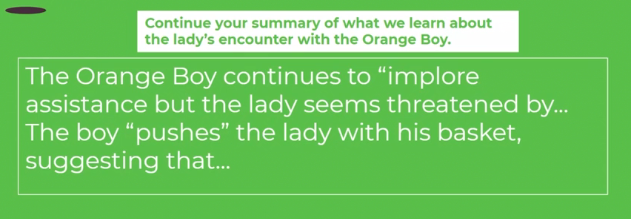 Continue your summary of what we learn about
the lady's encounter with the Orange Boy.
The Orange Boy continues to “implore
assistance but the lady seems threatened by…
The boy “pushes” the lady with his basket,
suggesting that…